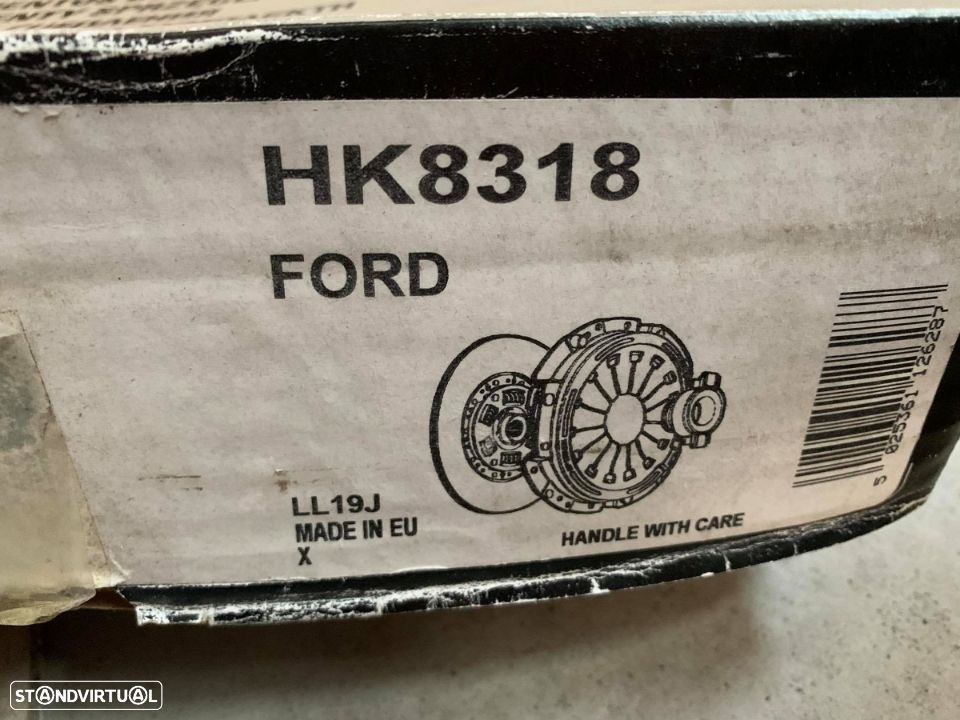 HK8318
FORD
LL19J
MADE IN EU
X
HANDLE WITH CARE
5 025361 126287
STANDVIRTUAL